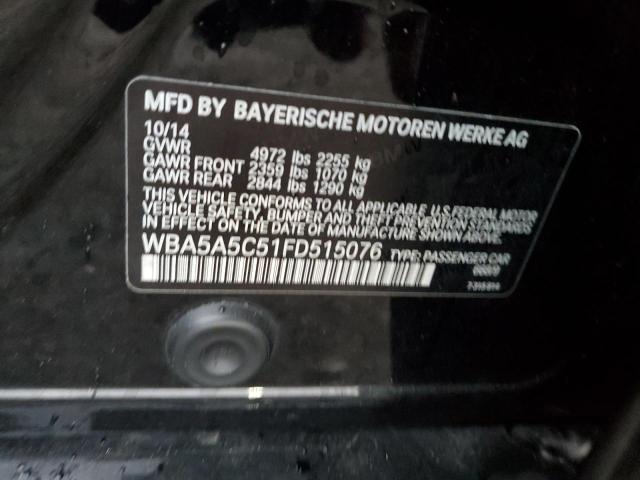 MFD BY BAYERISCHE MOTOREN WERKE AG
10/14
GVWR 4972 lbs 2255 kg
GAWR FRONT 2359 lbs 1070 kg
GAWR REAR 2844 lbs 1290 kg
THIS VEHICLE CONFORMS TO ALL APPLICABLE U.S. FEDERAL MOTOR
VEHICLE SAFETY, BUMPER AND THEFT PREVENTION STANDARDS
IN EFFECT ON THE DATE OF MANUFACTURE SHOWN ABOVE.
WBA5A5C51FD515076 TYPE: PASSENGER CAR